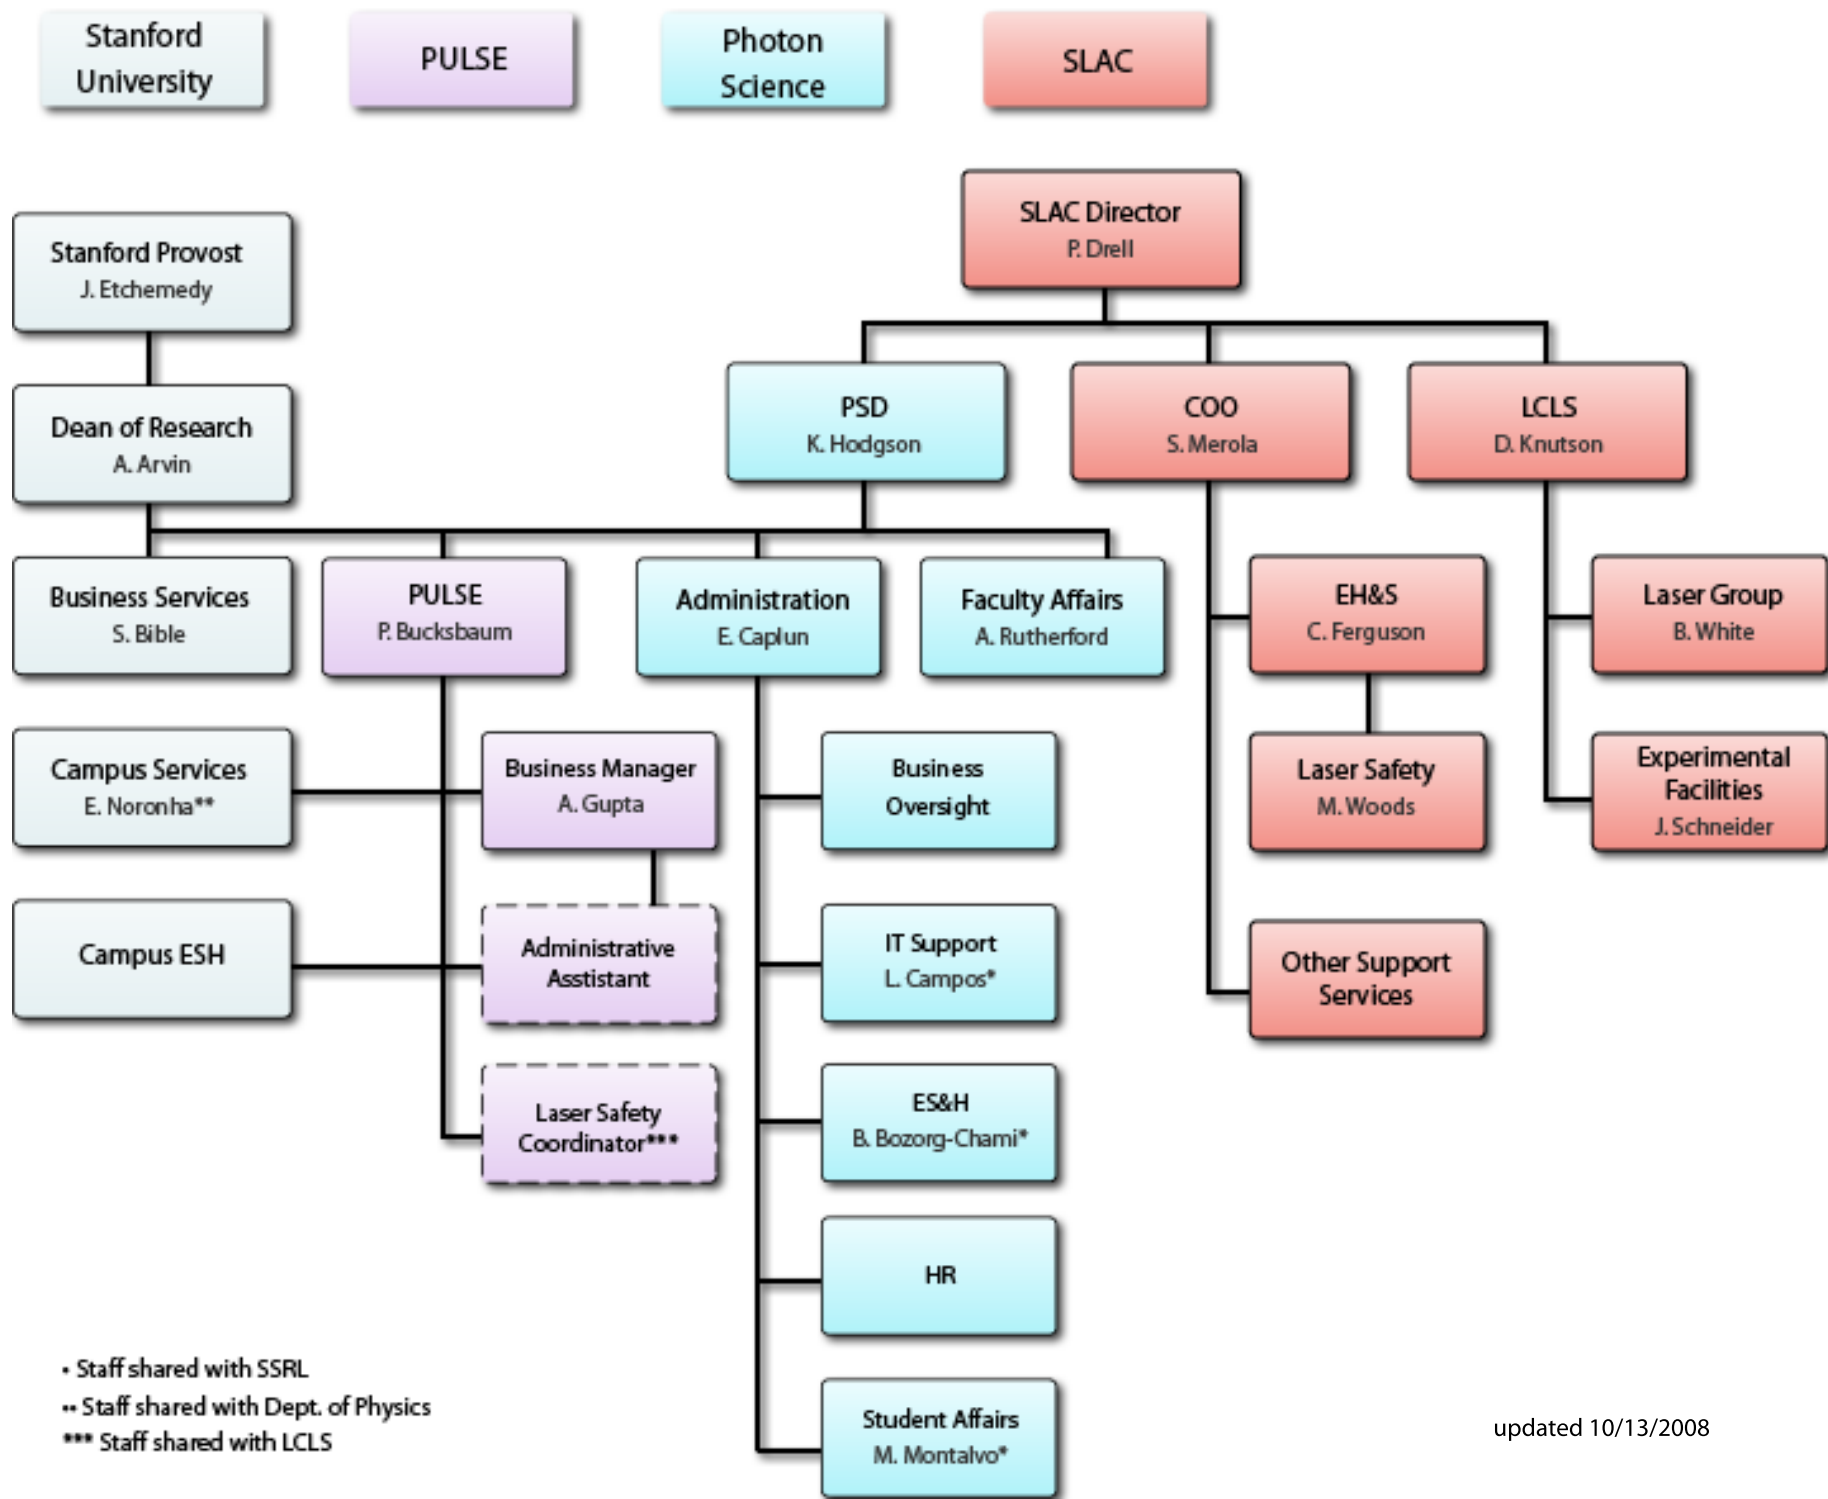 Stanford
University
PULSE
Photon
Science
SLAC
SLAC Director
P. Drell
Stanford Provost
J. Etchemedy
Dean of Research
A. Arvin
PSD
K. Hodgson
COO
S. Merola
LCLS
D. Knutson
Business Services
S. Bible
PULSE
P. Bucksbaum
Administration
E. Caplun
Faculty Affairs
A. Rutherford
EH&S
C. Ferguson
Laser Group
B. White
Campus Services
E. Noronha**
Business Manager
A. Gupta
Business
Oversight
Laser Safety
M. Woods
Experimental
Facilities
J. Schneider
Campus ESH
Administrative
Asstistant
IT Support
L. Campos*
Other Support
Services
Laser Safety
Coordinator***
ES&H
B. Bozorg-Chami*
HR
Student Affairs
M. Montalvo*
• Staff shared with SSRL
•• Staff shared with Dept. of Physics
*** Staff shared with LCLS
updated 10/13/2008